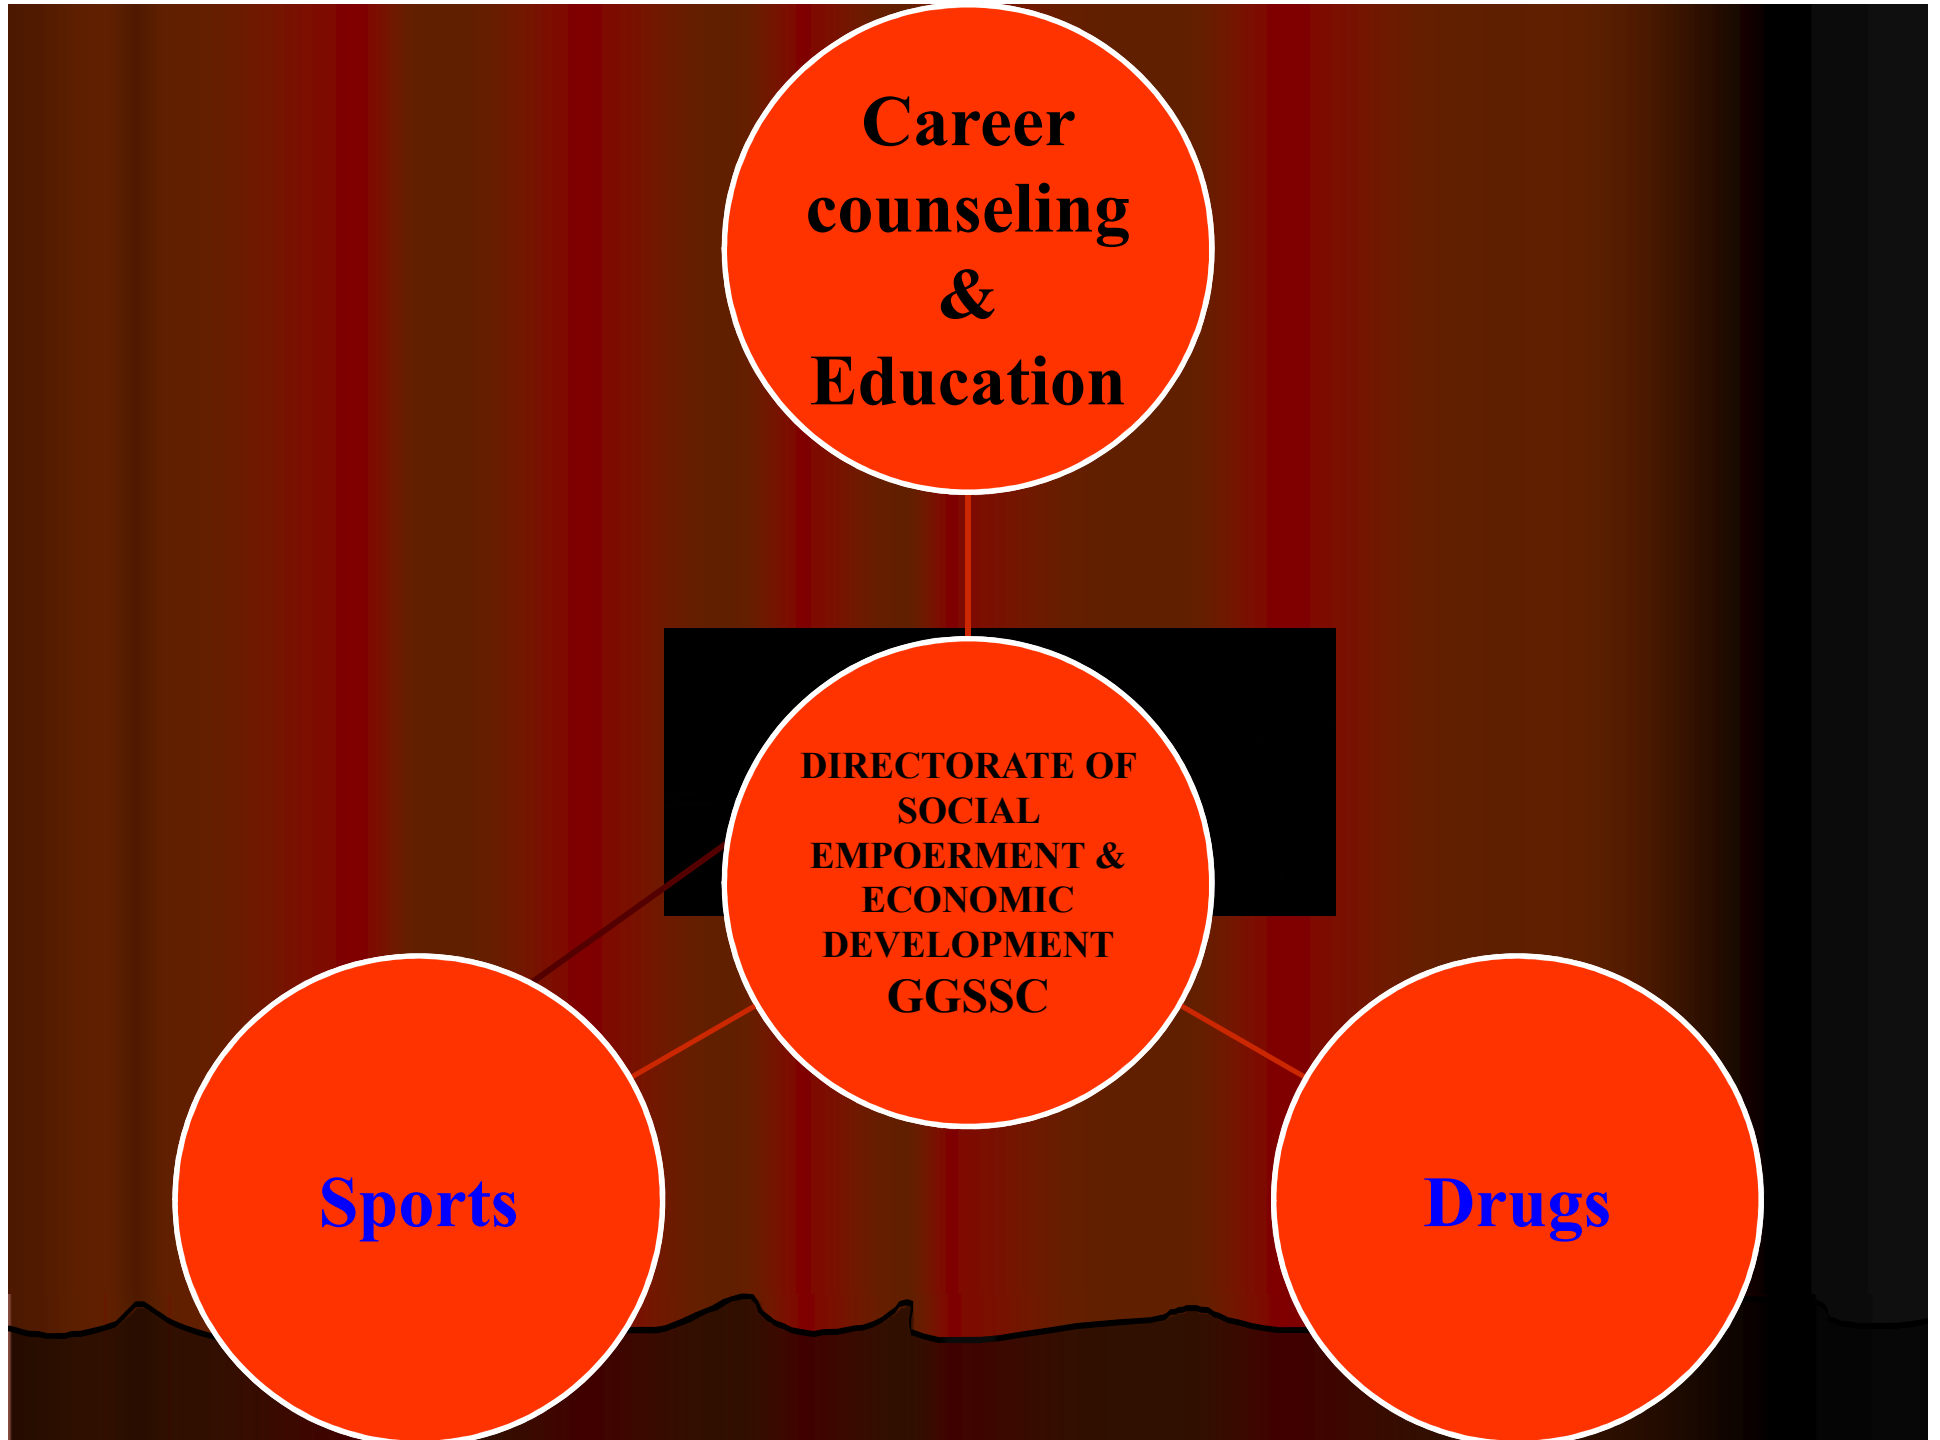 Career
counseling
&
Education
DIRECTORATE OF
SOCIAL
EMPOERMENT &
ECONOMIC
DEVELOPMENT
GGSSC
Sports
Drugs